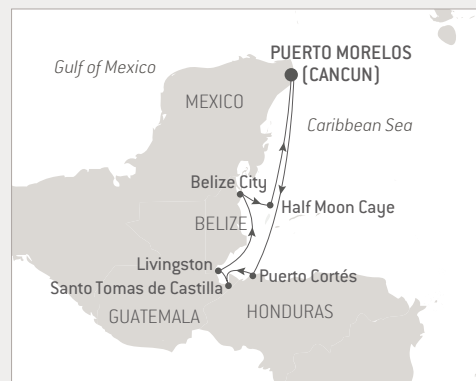 PUERTO MORELOS
(CANCUN)
Gulf of Mexico
MEXICO
Caribbean Sea
Belize City
Half Moon Caye
BELIZE
Livingston
Puerto Cortés
Santo Tomas de Castilla
HONDURAS
GUATEMALA